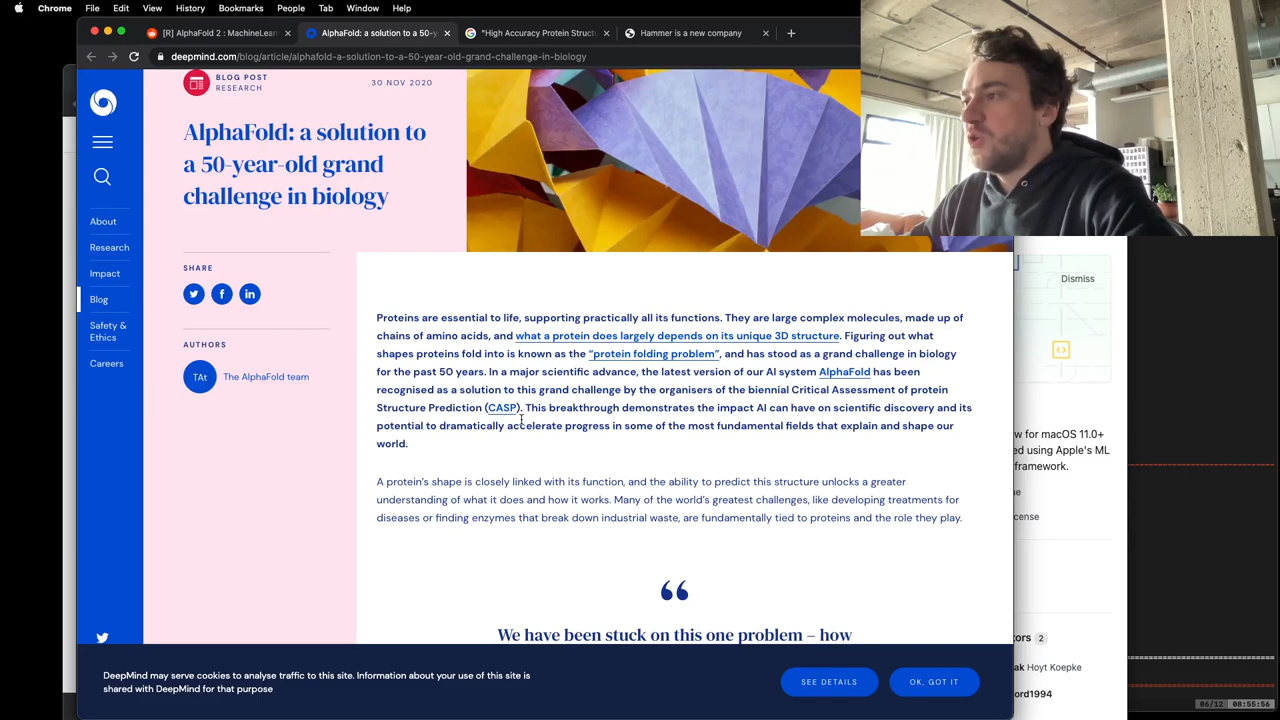 Chrome File Edit View History Bookmarks People Tab Window Help
[R] AlphaFold 2 : MachineLear
AlphaFold: a solution to a 50-y
"High Accuracy Protein Struct
Hammer is a new company
deepmind.com/blog/article/alphafold-a-solution-to-a-50-year-old-grand-challenge-in-biology
BLOG POST
RESEARCH
30 NOV 2020
AlphaFold: a solution to
a 50-year-old grand
challenge in biology
About
Research
Impact
Blog
Safety &
Ethics
Careers
SHARE
AUTHORS
TAt
The AlphaFold team
Proteins are essential to life, supporting practically all its functions. They are large complex molecules, made up of
chains of amino acids, and what a protein does largely depends on its unique 3D structure. Figuring out what
shapes proteins fold into is known as the “protein folding problem”, and has stood as a grand challenge in biology
for the past 50 years. In a major scientific advance, the latest version of our AI system AlphaFold has been
recognised as a solution to this grand challenge by the organisers of the biennial Critical Assessment of protein
Structure Prediction (CASP). This breakthrough demonstrates the impact AI can have on scientific discovery and its
potential to dramatically accelerate progress in some of the most fundamental fields that explain and shape our
world.
A protein’s shape is closely linked with its function, and the ability to predict this structure unlocks a greater
understanding of what it does and how it works. Many of the world’s greatest challenges, like developing treatments for
diseases or finding enzymes that break down industrial waste, are fundamentally tied to proteins and the role they play.
“
We have been stuck on this one problem – how
DeepMind may serve cookies to analyse traffic to this site. Information about your use of this site is
shared with DeepMind for that purpose
SEE DETAILS
OK, GOT IT
Dismiss
w for macOS 11.0+
ed using Apple's ML
framework.
ne
cense
tors 2
ak Hoyt Koepke
ord1994
06/12 08:55:56